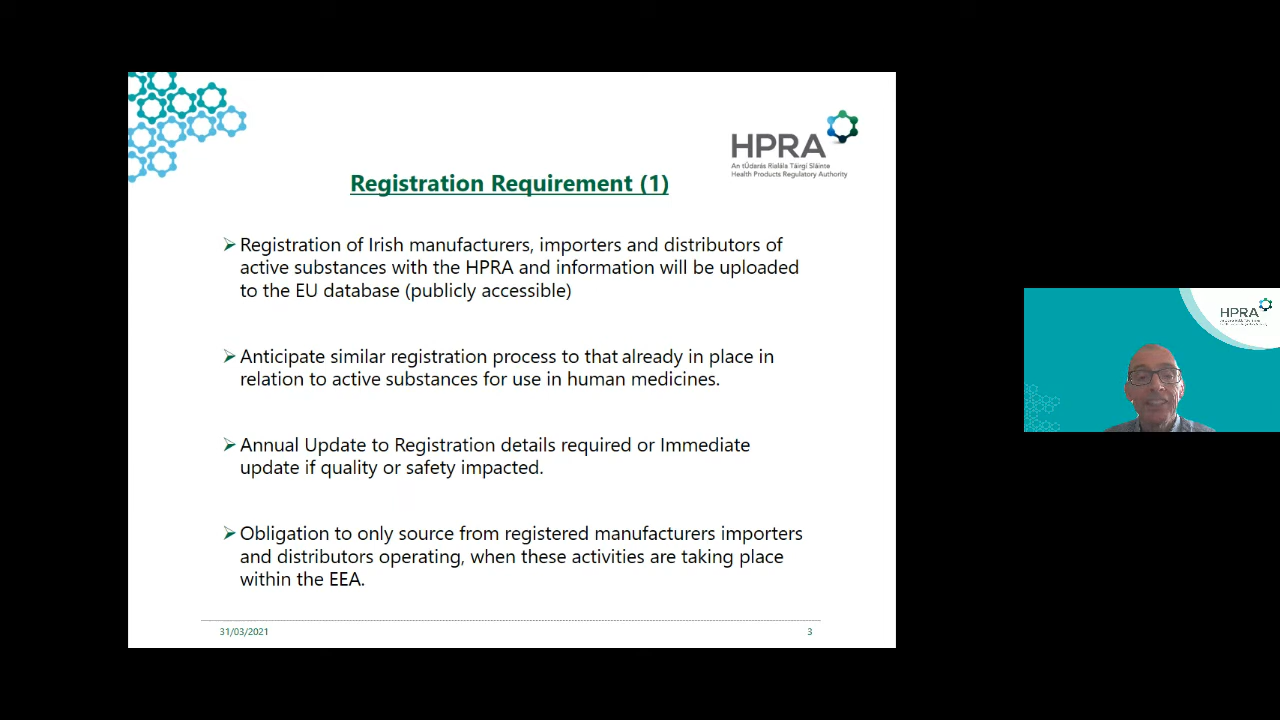 HPRA
An tÚdarás Rialála Táirgí Sláinte
Health Products Regulatory Authority
Registration Requirement (1)
Registration of Irish manufacturers, importers and distributors of
active substances with the HPRA and information will be uploaded
to the EU database (publicly accessible)
Anticipate similar registration process to that already in place in
relation to active substances for use in human medicines.
Annual Update to Registration details required or Immediate
update if quality or safety impacted.
Obligation to only source from registered manufacturers importers
and distributors operating, when these activities are taking place
within the EEA.
31/03/2021
3
HPRA